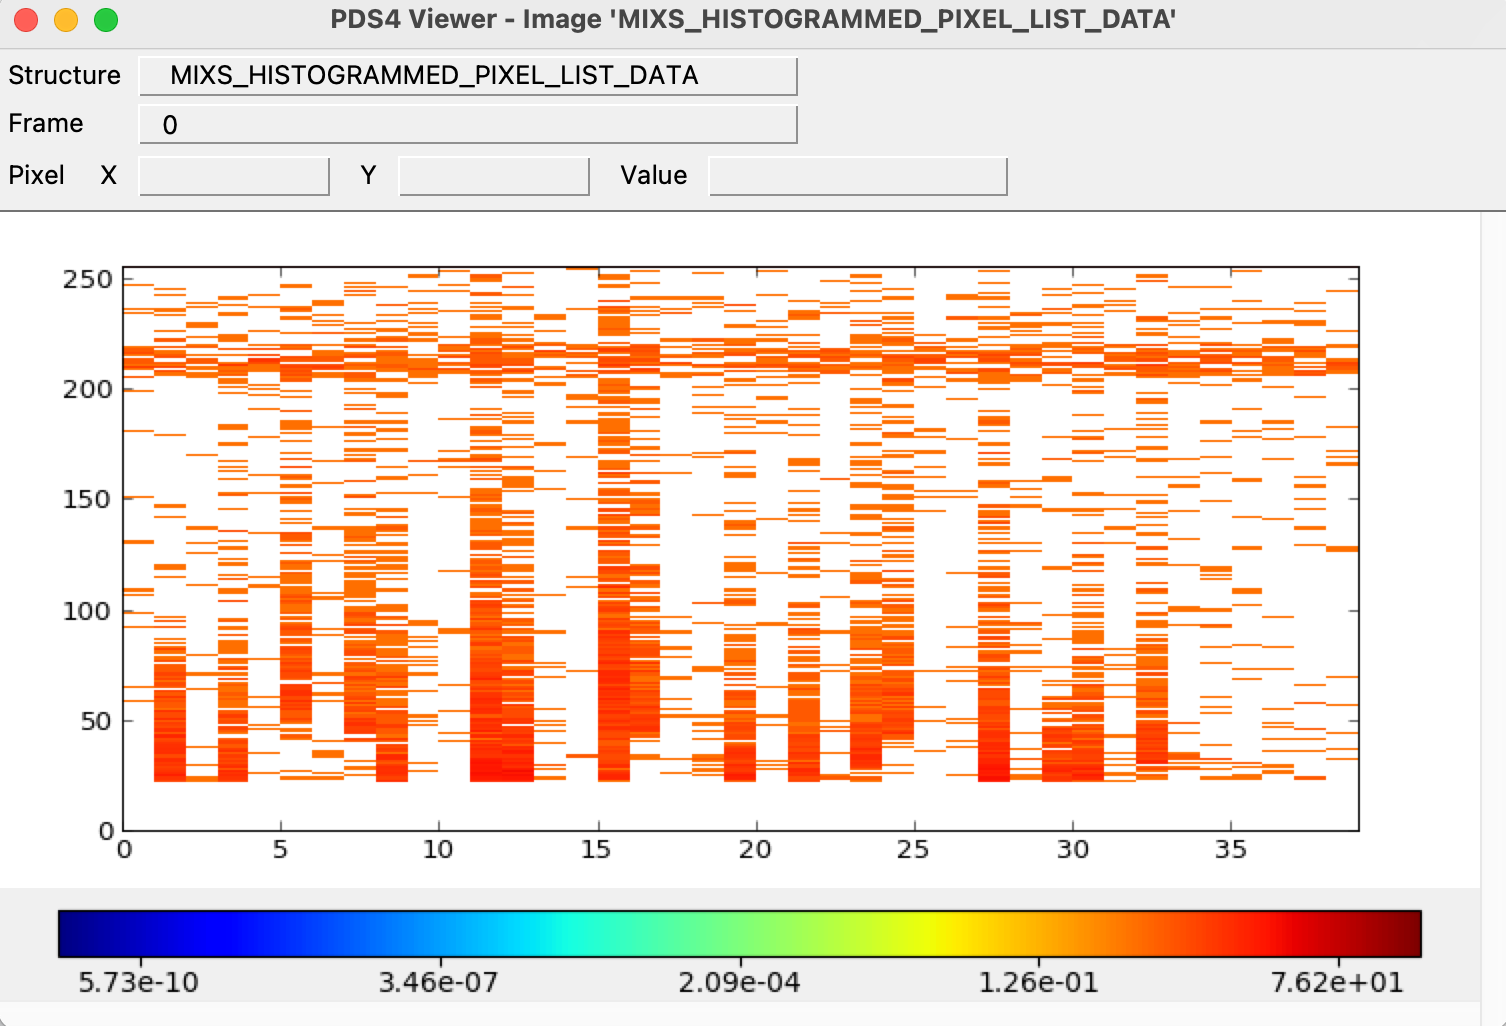 PDS4 Viewer - Image 'MIXS_HISTOGRAMMED_PIXEL_LIST_DATA'
Structure MIXS_HISTOGRAMMED_PIXEL_LIST_DATA
Frame 0
Pixel X Y Value
250
200
150
100
50
0
0 5 10 15 20 25 30 35
5.73e-10 3.46e-07 2.09e-04 1.26e-01 7.62e+01